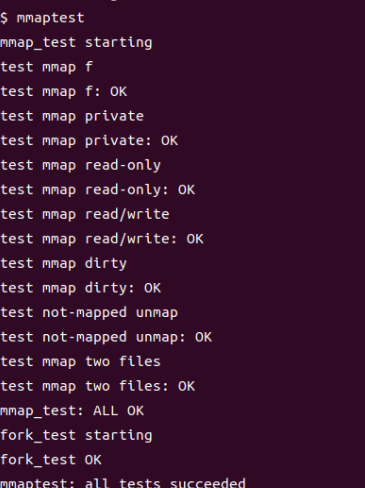 $ mmaptest
mmap_test starting
test mmap f
test mmap f: OK
test mmap private
test mmap private: OK
test mmap read-only
test mmap read-only: OK
test mmap read/write
test mmap read/write: OK
test mmap dirty
test mmap dirty: OK
test not-mapped unmap
test not-mapped unmap: OK
test mmap two files
test mmap two files: OK
mmap_test: ALL OK
fork_test starting
fork_test OK
mmaptest: all tests succeeded